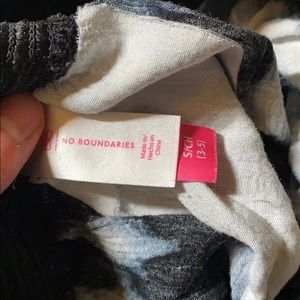 NO BOUNDARIES
Made in/
Hecho en
China
S/CH
(3-5)